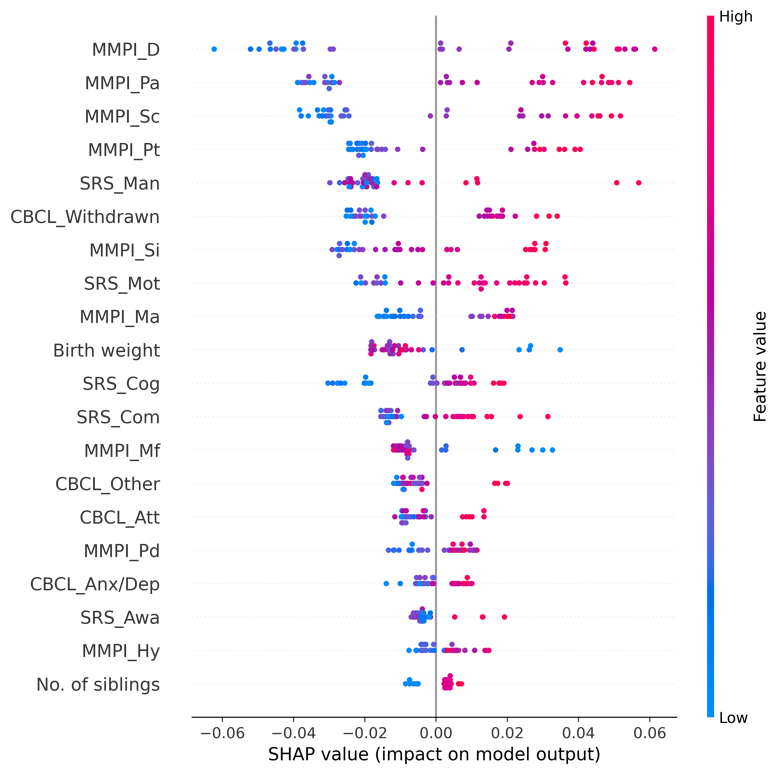 High
MMPI_D
MMPI_Pa
MMPI_Sc
MMPI_Pt
SRS_Man
CBCL_Withdrawn
MMPI_Si
SRS_Mot
MMPI_Ma
Birth weight
SRS_Cog
SRS_Com
MMPI_Mf
CBCL_Other
CBCL_Att
MMPI_Pd
CBCL_Anx/Dep
SRS_Awa
MMPI_Hy
No. of siblings
Feature value
Low
−0.06 −0.04 −0.02 0.00 0.02 0.04 0.06
SHAP value (impact on model output)